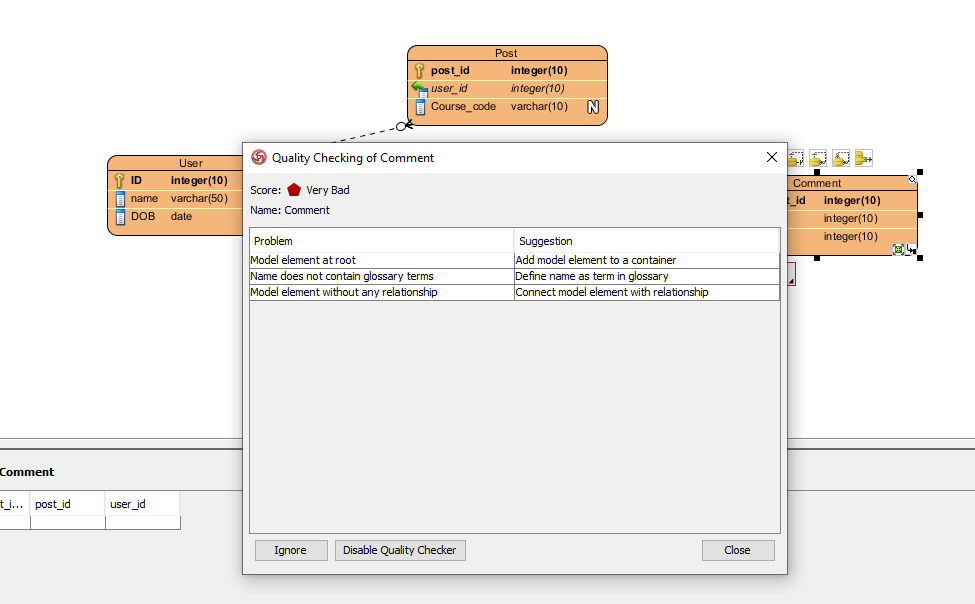 Post
post_id integer(10)
user_id integer(10)
Course_code varchar(10) N
User
ID integer(10)
name varchar(50)
DOB date
Quality Checking of Comment
Score: Very Bad
Name: Comment
Problem Suggestion
Model element at root Add model element to a container
Name does not contain glossary terms Define name as term in glossary
Model element without any relationship Connect model element with relationship
Ignore Disable Quality Checker Close
Comment
t_id integer(10)
integer(10)
integer(10)
Comment
t_i... post_id user_id